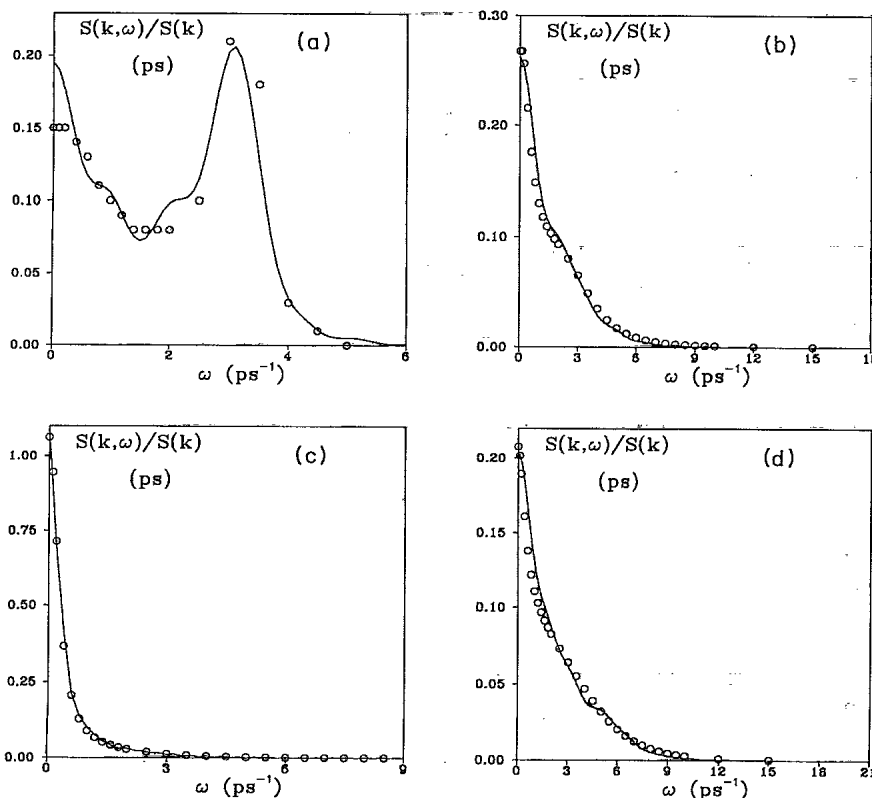 S(k,ω)/S(k)
(ps)
(a)
0.20
0.15
0.10
0.05
0.00
0
2
4
6
ω (ps⁻¹)
0.30
S(k,ω)/S(k)
(ps)
(b)
0.20
0.10
0.00
0
3
6
9
12
15
18
ω (ps⁻¹)
S(k,ω)/S(k)
(ps)
(c)
1.00
0.75
0.50
0.25
0.00
0
3
6
9
ω (ps⁻¹)
S(k,ω)/S(k)
(ps)
(d)
0.20
0.15
0.10
0.05
0.00
0
3
6
9
12
15
18
21
ω (ps⁻¹)